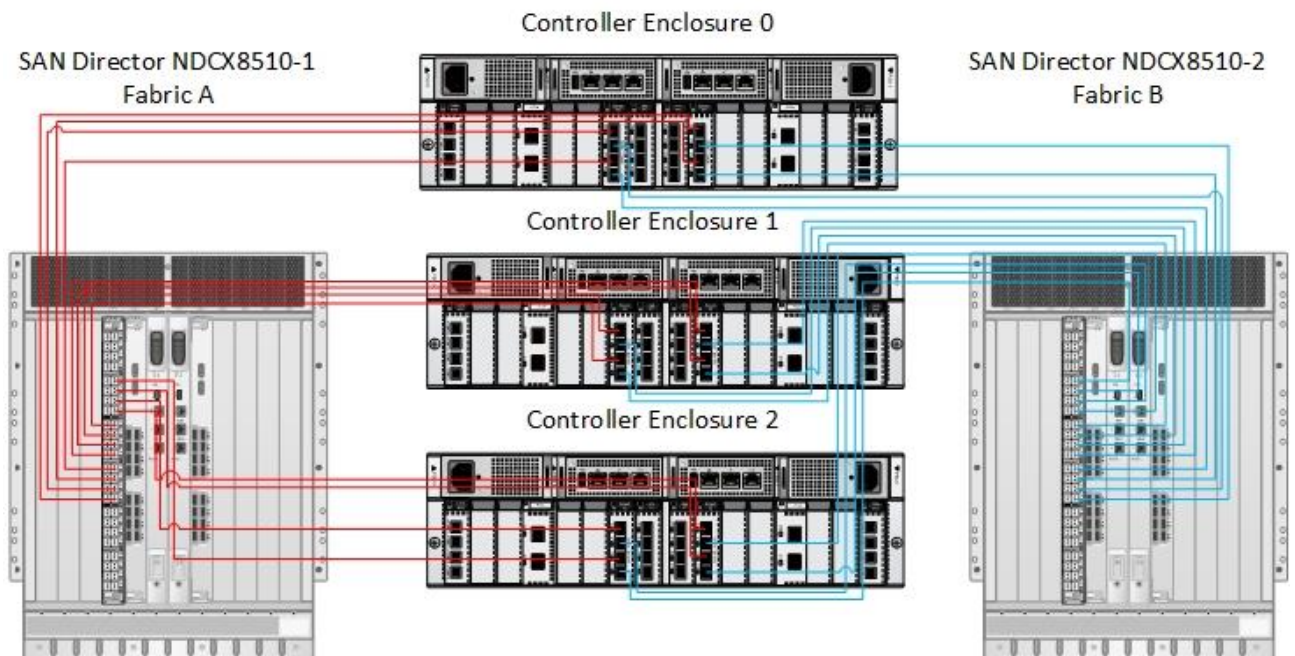 Controller Enclosure 0
SAN Director NDCX8510-1
Fabric A
SAN Director NDCX8510-2
Fabric B
Controller Enclosure 1
Controller Enclosure 2